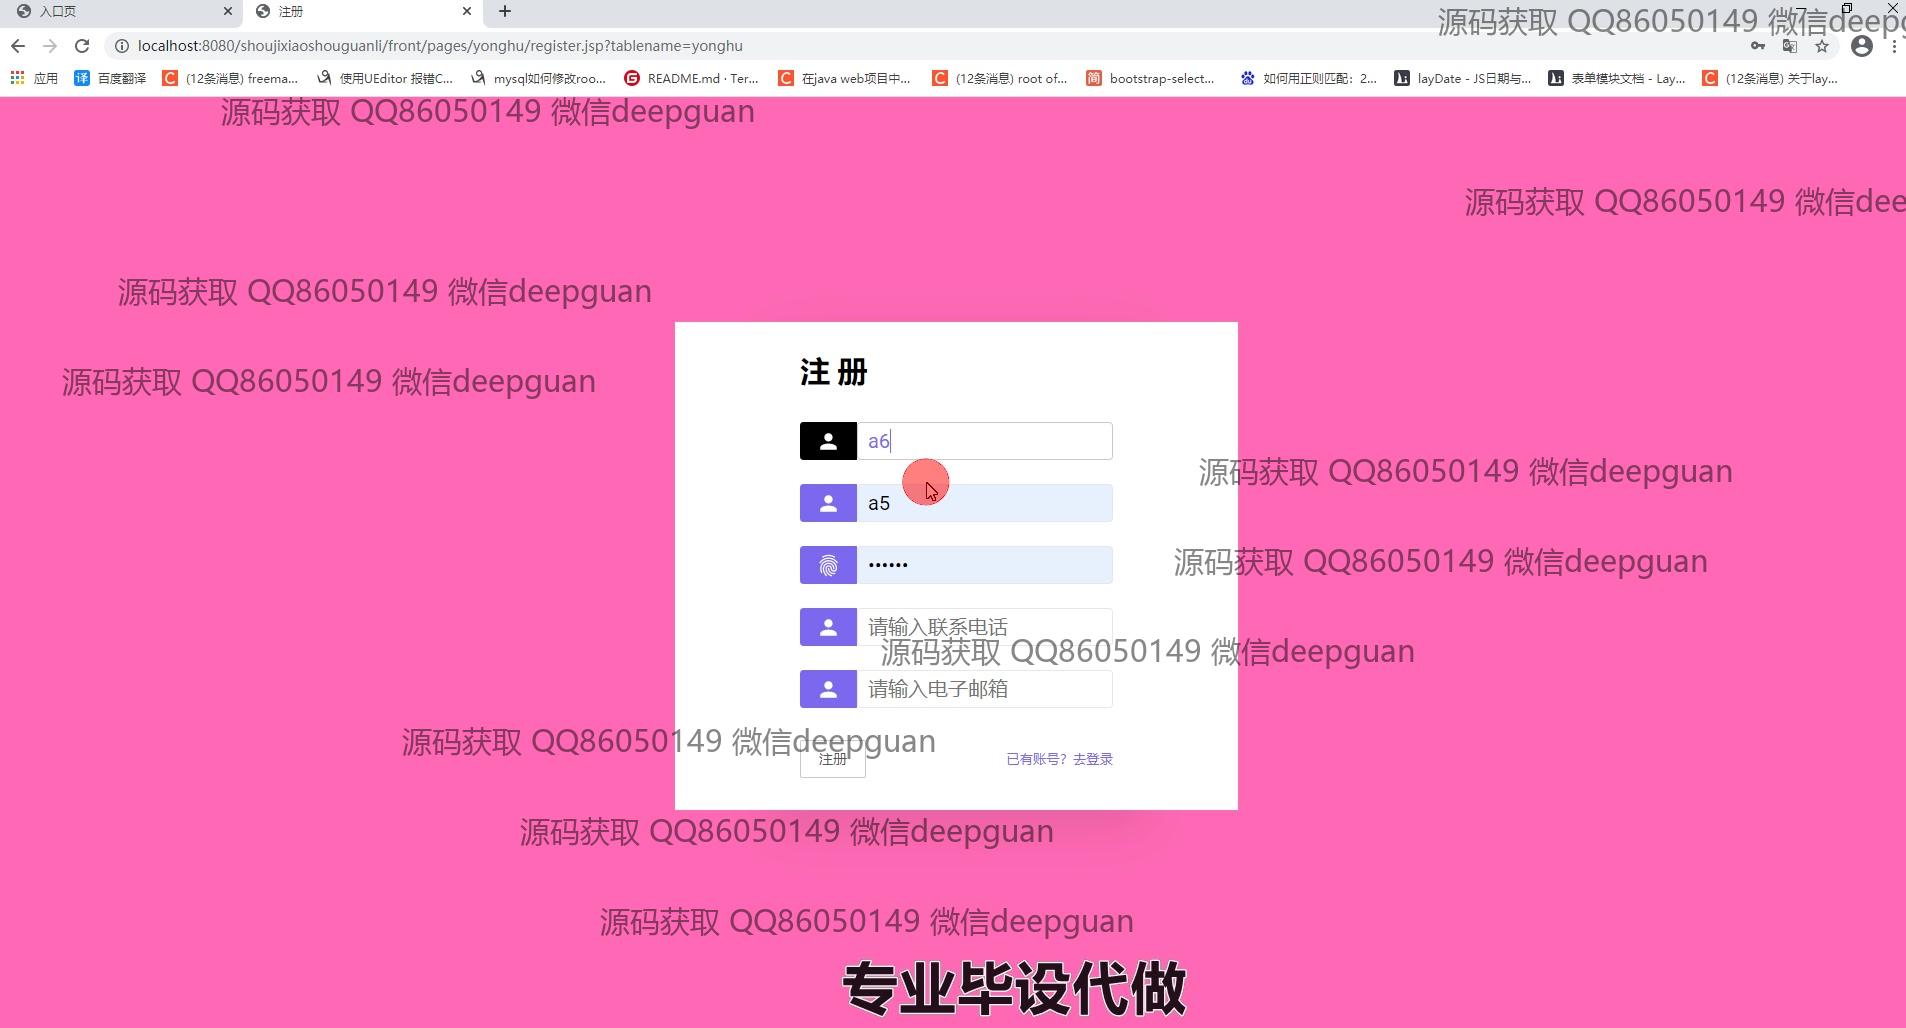 入口页
注册
源码获取 QQ86050149 微信deepg
localhost:8080/shoujixiaoshouguanli/front/pages/yonghu/register.jsp?tablename=yonghu
应用
百度翻译
(12条消息) freema...
使用UEditor 报错C...
mysql如何修改roo...
README.md · Ter...
在java web项目中...
(12条消息) root of...
bootstrap-select...
如何用正则匹配：2...
layDate - JS日期与...
表单模块文档 - Lay...
(12条消息) 关于lay...
源码获取 QQ86050149 微信deepguan
源码获取 QQ86050149 微信dee
源码获取 QQ86050149 微信deepguan
源码获取 QQ86050149 微信deepguan
注 册
a6
源码获取 QQ86050149 微信deepguan
a5
••••••
源码获取 QQ86050149 微信deepguan
请输入联系电话
源码获取 QQ86050149 微信deepguan
请输入电子邮箱
源码获取 QQ86050149 微信deepguan
注册
已有账号？去登录
源码获取 QQ86050149 微信deepguan
源码获取 QQ86050149 微信deepguan
专业毕设代做